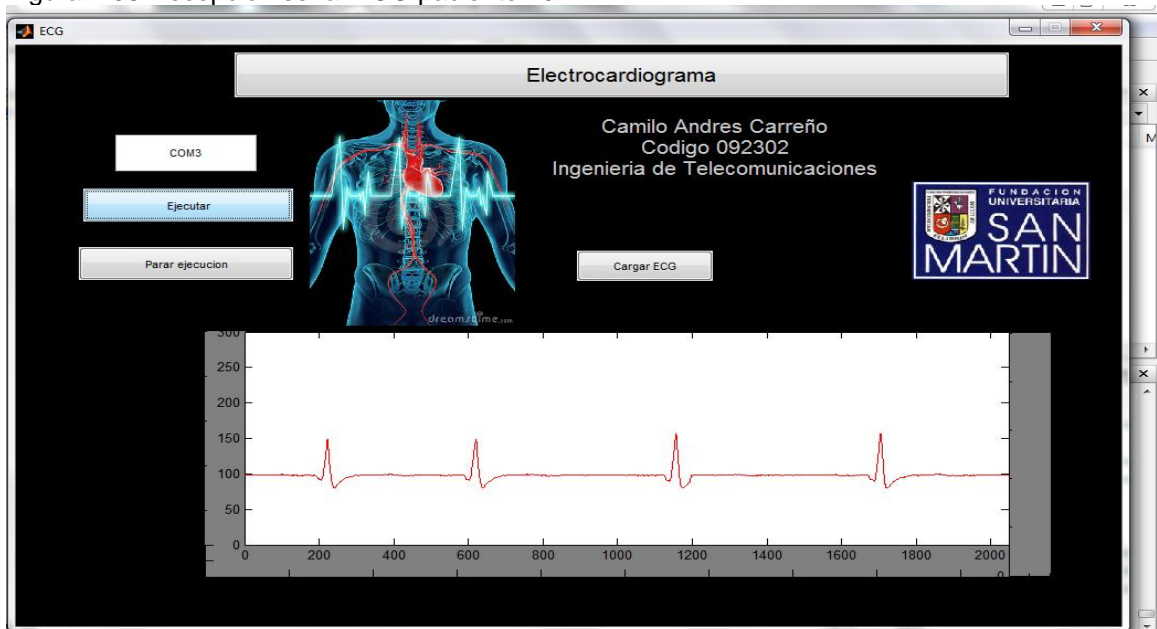 ECG
Electrocardiograma
Camilo Andres Carreño
Codigo 092302
Ingenieria de Telecomunicaciones
COM3
Ejecutar
Parar ejecucion
Cargar ECG
FUNDACION
UNIVERSITARIA
SAN
MARTIN
dreamstime.com
300
250
200
150
100
50
0
0 200 400 600 800 1000 1200 1400 1600 1800 2000
0
M